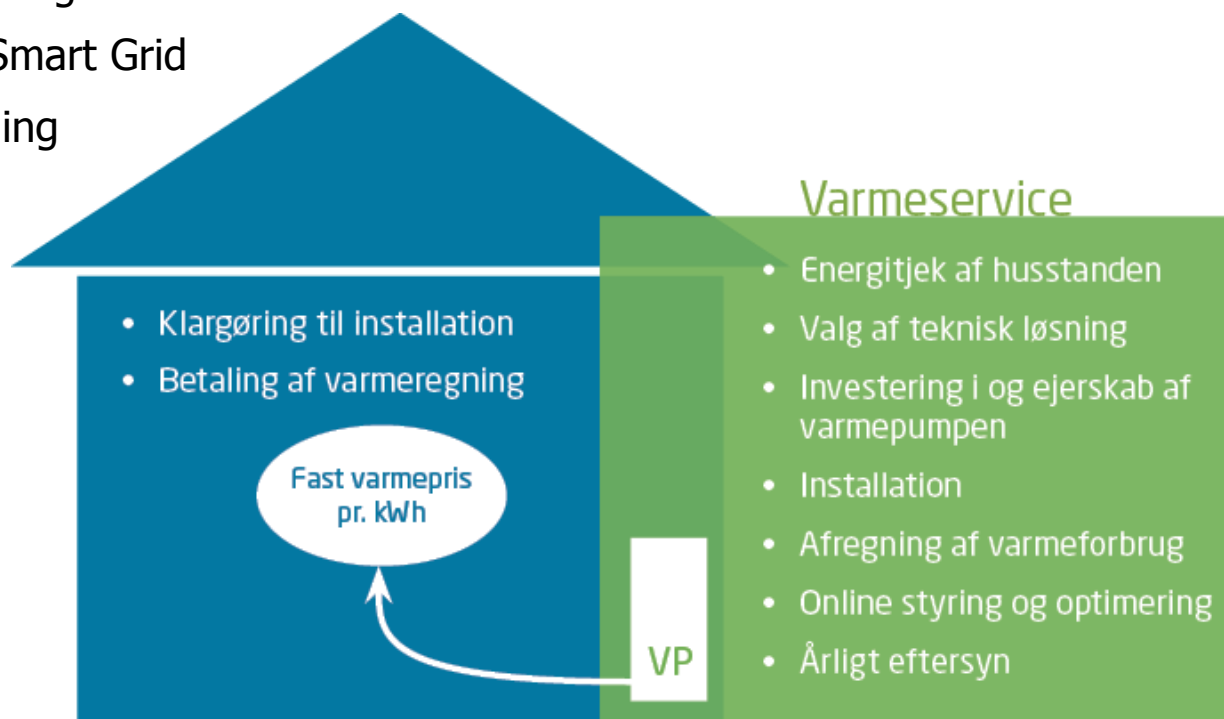 Smart Grid
ing
Varmeservice
• Klargøring til installation
• Betaling af varmeregning
Fast varmepris
pr. kWh
VP
• Energitjek af husstanden
• Valg af teknisk løsning
• Investering i og ejerskab af
varmepumpen
• Installation
• Afregning af varmeforbrug
• Online styring og optimering
• Årligt eftersyn